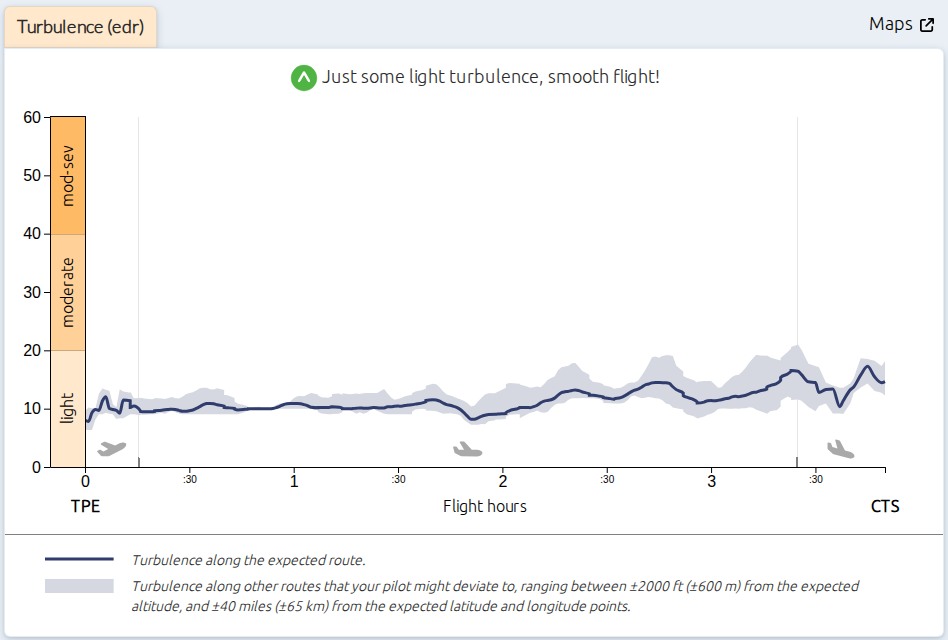 Turbulence (edr)
Maps
Just some light turbulence, smooth flight!
60
50
40
30
20
10
0
mod-sev
moderate
light
0 :30 1 :30 2 :30 3 :30
TPE Flight hours CTS
Turbulence along the expected route.
Turbulence along other routes that your pilot might deviate to, ranging between ±2000 ft (±600 m) from the expected
altitude, and ±40 miles (±65 km) from the expected latitude and longitude points.